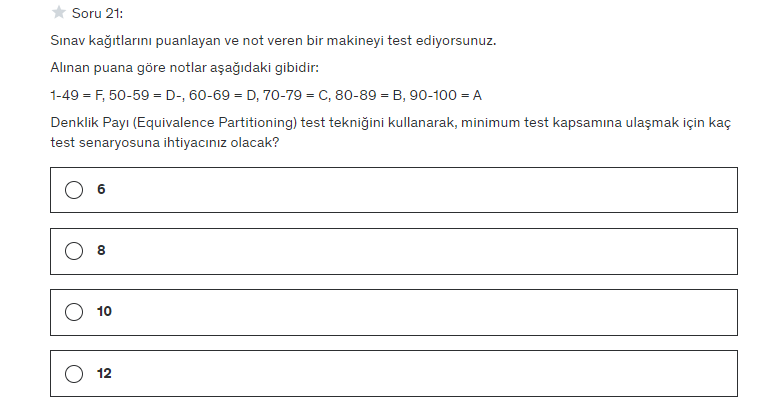 Soru 21:
Sınav kağıtlarını puanlayan ve not veren bir makineyi test ediyorsunuz.
Alınan puana göre notlar aşağıdaki gibidir:
1-49 = F, 50-59 = D-, 60-69 = D, 70-79 = C, 80-89 = B, 90-100 = A
Denklik Payı (Equivalence Partitioning) test tekniğini kullanarak, minimum test kapsamına ulaşmak için kaç
test senaryosuna ihtiyacınız olacak?
6
8
10
12